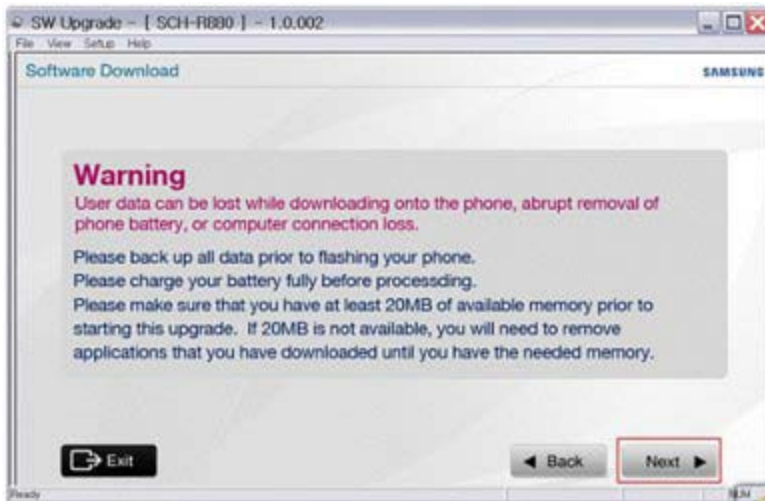 SW Upgrade - [ SCH-R880 ] - 1.0.002
File View Setup Help
Software Download
SAMSUNG
Warning
User data can be lost while downloading onto the phone, abrupt removal of
phone battery, or computer connection loss.
Please back up all data prior to flashing your phone.
Please charge your battery fully before processding.
Please make sure that you have at least 20MB of available memory prior to
starting this upgrade. If 20MB is not available, you will need to remove
applications that you have downloaded until you have the needed memory.
Exit
Back
Next
Ready
NUM